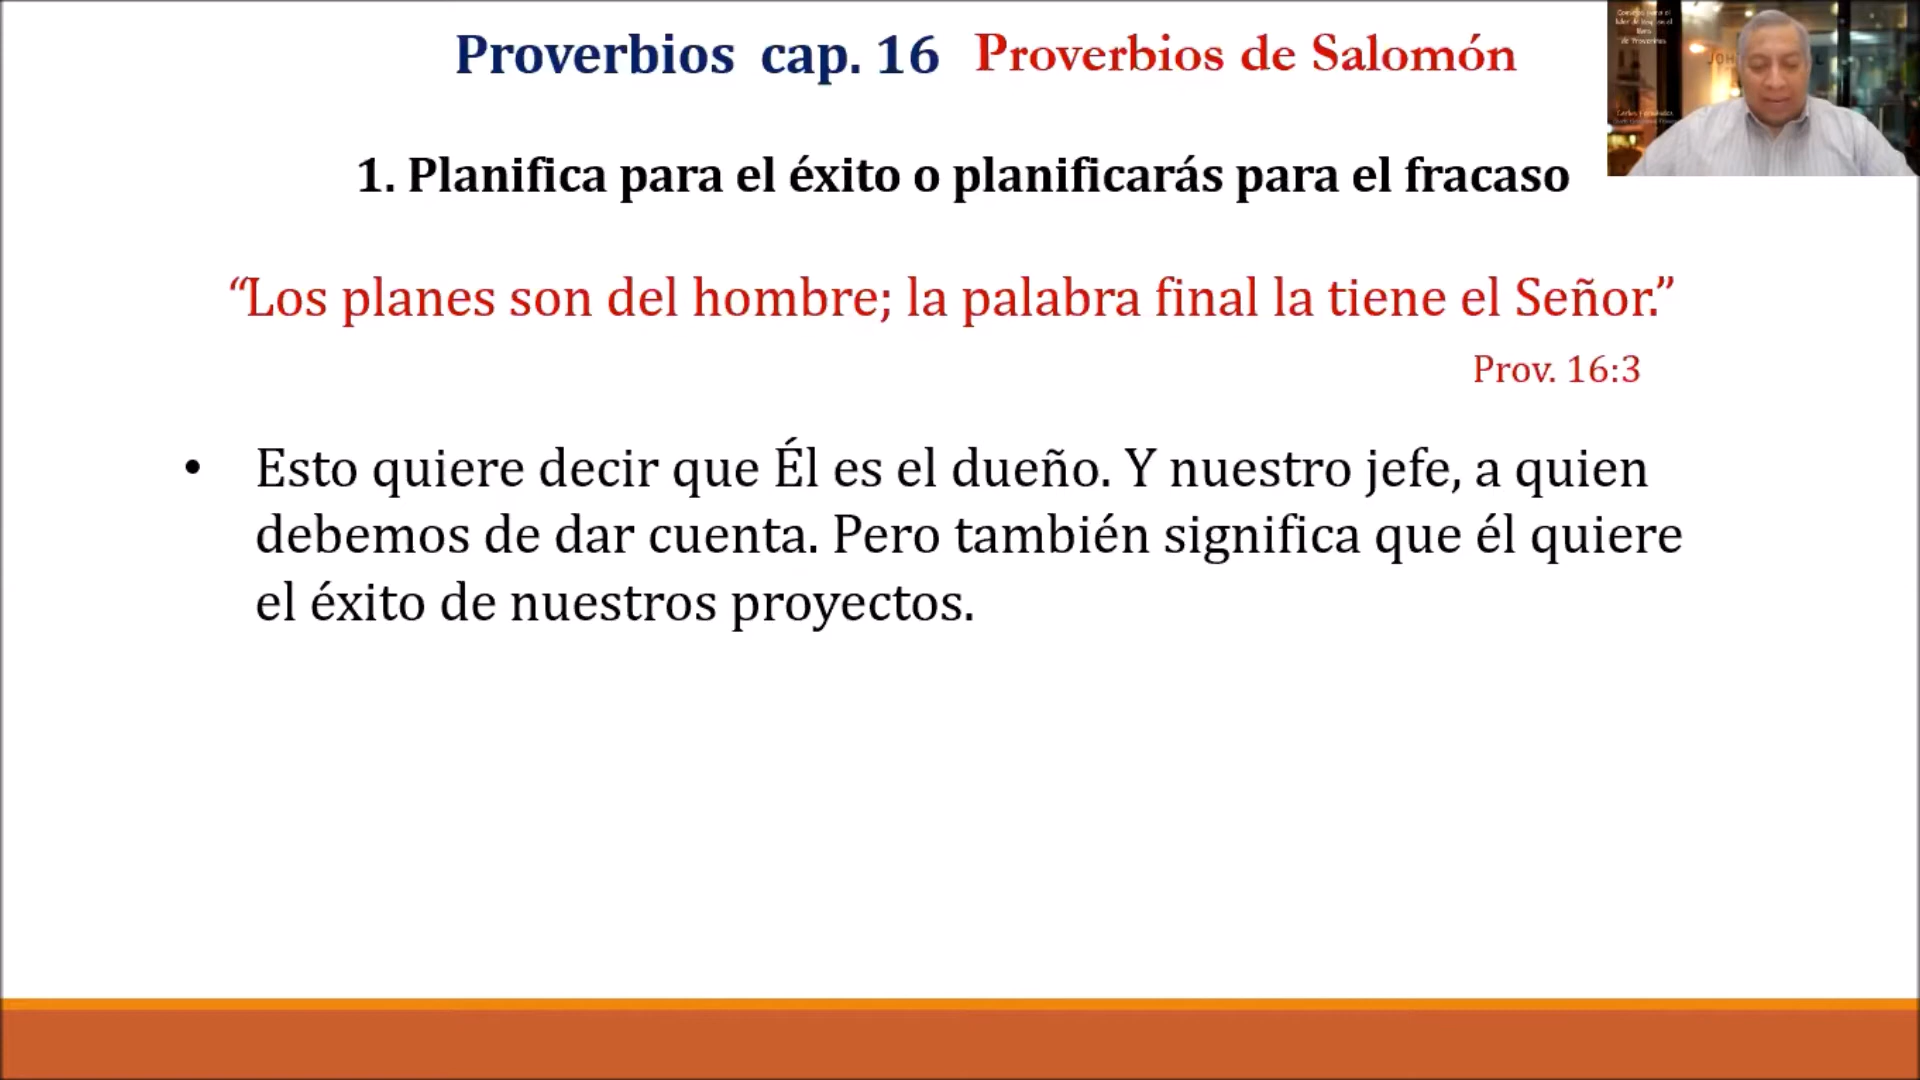 Proverbios cap. 16 Proverbios de Salomón
1. Planifica para el éxito o planificarás para el fracaso
“Los planes son del hombre; la palabra final la tiene el Señor.”
Prov. 16:3
• Esto quiere decir que Él es el dueño. Y nuestro jefe, a quien
debemos de dar cuenta. Pero también significa que él quiere
el éxito de nuestros proyectos.
de Proverbios